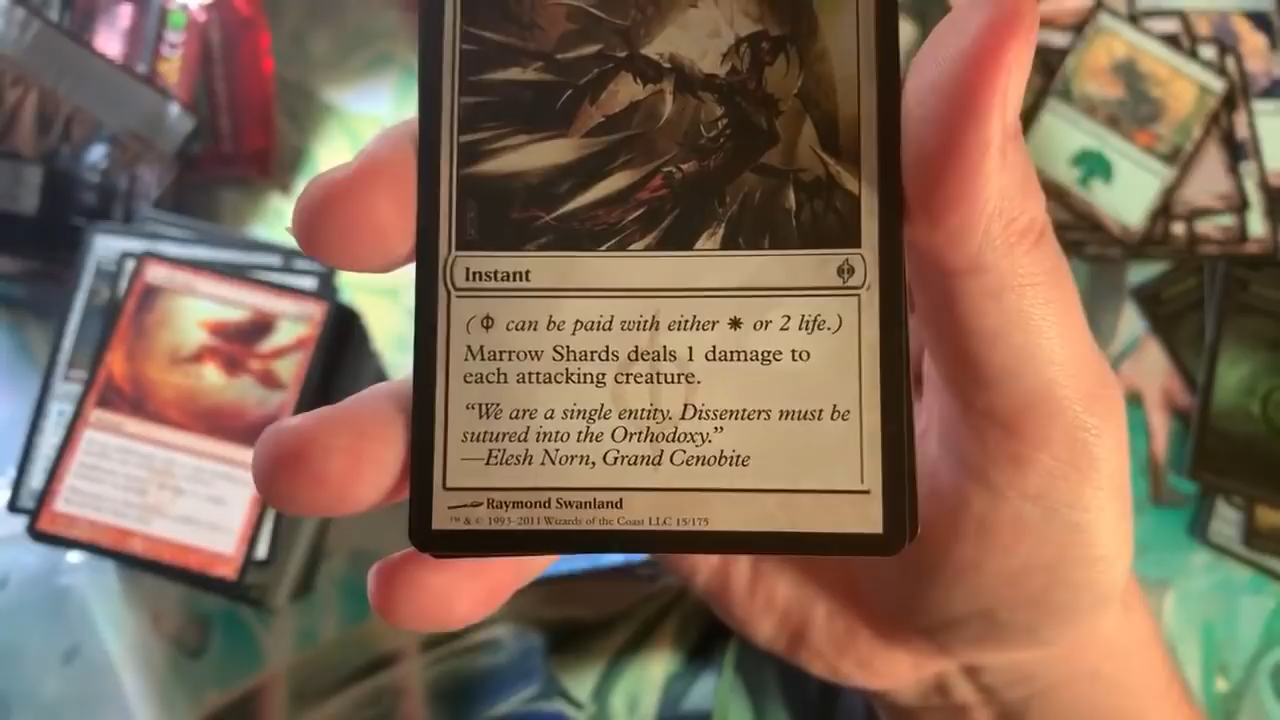 Instant
(Φ can be paid with either ☀ or 2 life.)
Marrow Shards deals 1 damage to
each attacking creature.
“We are a single entity. Dissenters must be
sutured into the Orthodoxy.”
—Elesh Norn, Grand Cenobite
Raymond Swanland
™ & © 1993–2011 Wizards of the Coast LLC 15/175